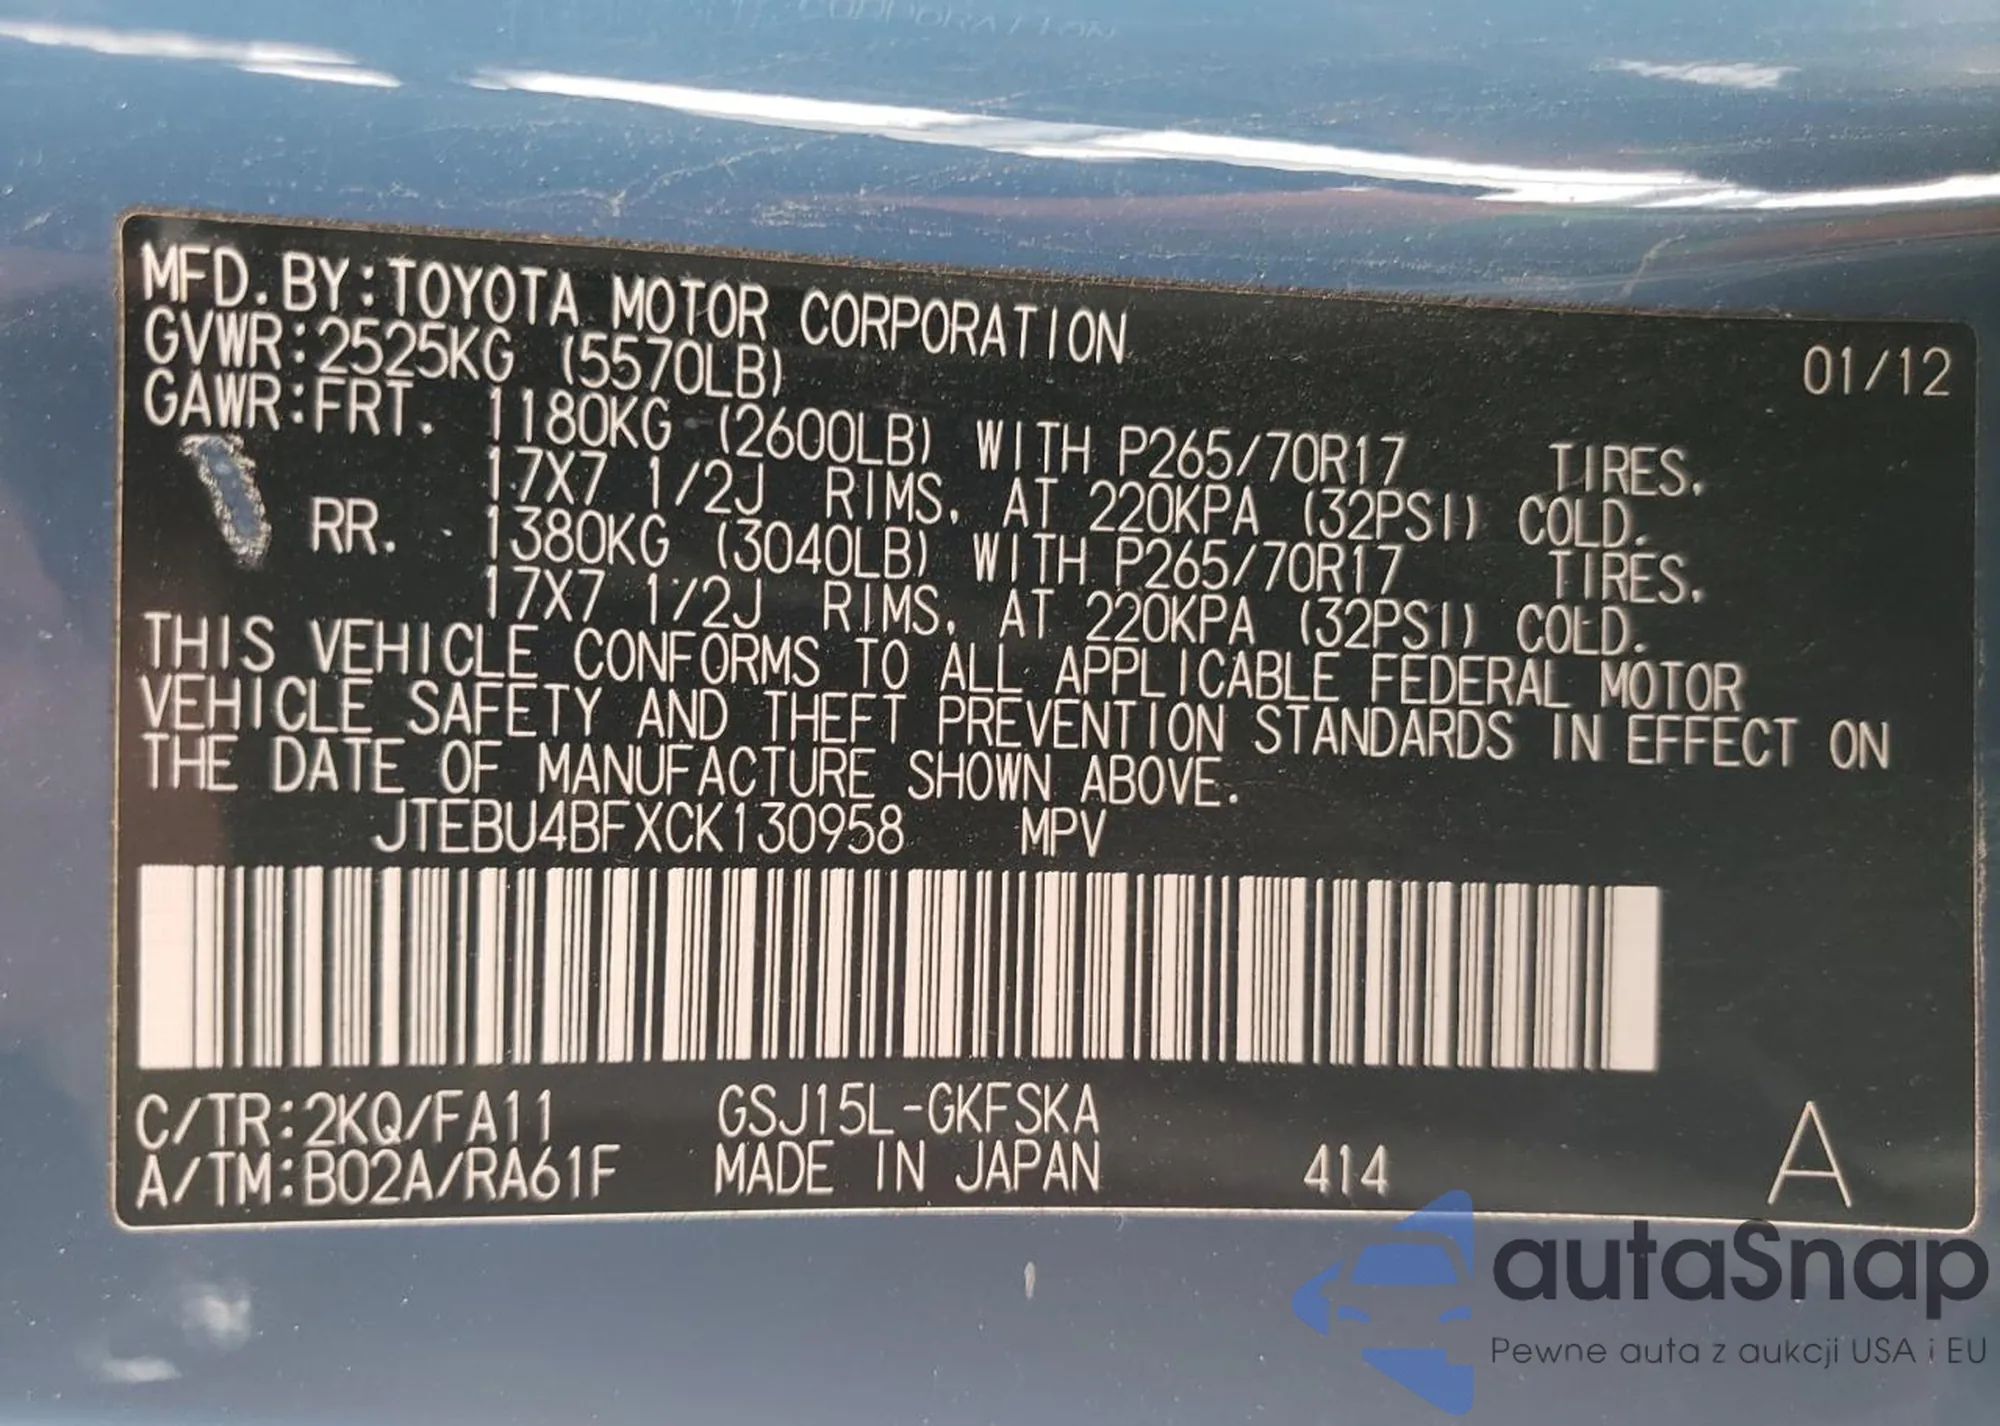 MFD. BY:TOYOTA MOTOR CORPORATION 01/12
GVWR:2525KG (5570LB)
GAWR:FRT. 1180KG (2600LB) WITH P265/70R17 TIRES,
17X7 1/2J RIMS, AT 220KPA (32PSI) COLD.
RR. 1380KG (3040LB) WITH P265/70R17 TIRES,
17X7 1/2J RIMS, AT 220KPA (32PSI) COLD.
THIS VEHICLE CONFORMS TO ALL APPLICABLE FEDERAL MOTOR
VEHICLE SAFETY AND THEFT PREVENTION STANDARDS IN EFFECT ON
THE DATE OF MANUFACTURE SHOWN ABOVE.
JTEBU4BFXCK130958 MPV
C/TR:2KQ/FA11 GSJ15L-GKFSKA
A/TM:B02A/RA61F MADE IN JAPAN 414 A
autaSnap
Pewne auta z aukcji USA i EU